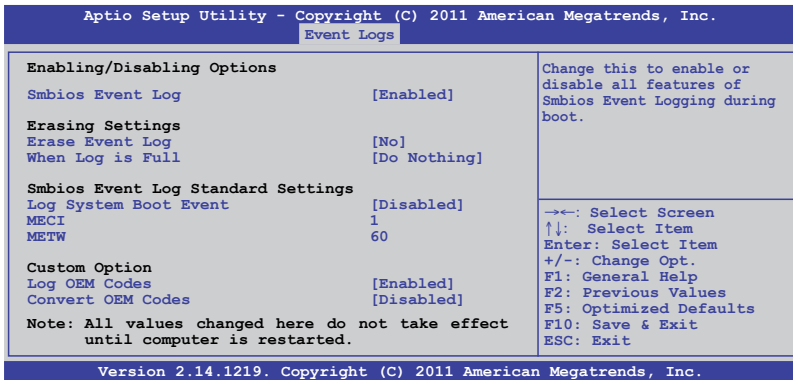 Aptio Setup Utility - Copyright (C) 2011 American Megatrends, Inc.
Event Logs
Enabling/Disabling Options
Smbios Event Log [Enabled]
Erasing Settings
Erase Event Log [No]
When Log is Full [Do Nothing]
Smbios Event Log Standard Settings
Log System Boot Event [Disabled]
MECI 1
METW 60
Custom Option
Log OEM Codes [Enabled]
Convert OEM Codes [Disabled]
Note: All values changed here do not take effect
until computer is restarted.
Change this to enable or
disable all features of
Smbios Event Logging during
boot.
→←: Select Screen
↑↓: Select Item
Enter: Select Item
+/-: Change Opt.
F1: General Help
F2: Previous Values
F5: Optimized Defaults
F10: Save & Exit
ESC: Exit
Version 2.14.1219. Copyright (C) 2011 American Megatrends, Inc.